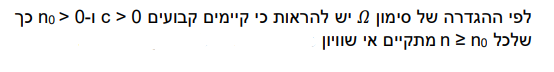 לפי ההגדרה של סימון Ω יש להראות כי קיימים קבועים c > 0 ו-n₀ > 0 כך
שלכל n ≥ n₀ מתקיים אי שוויון